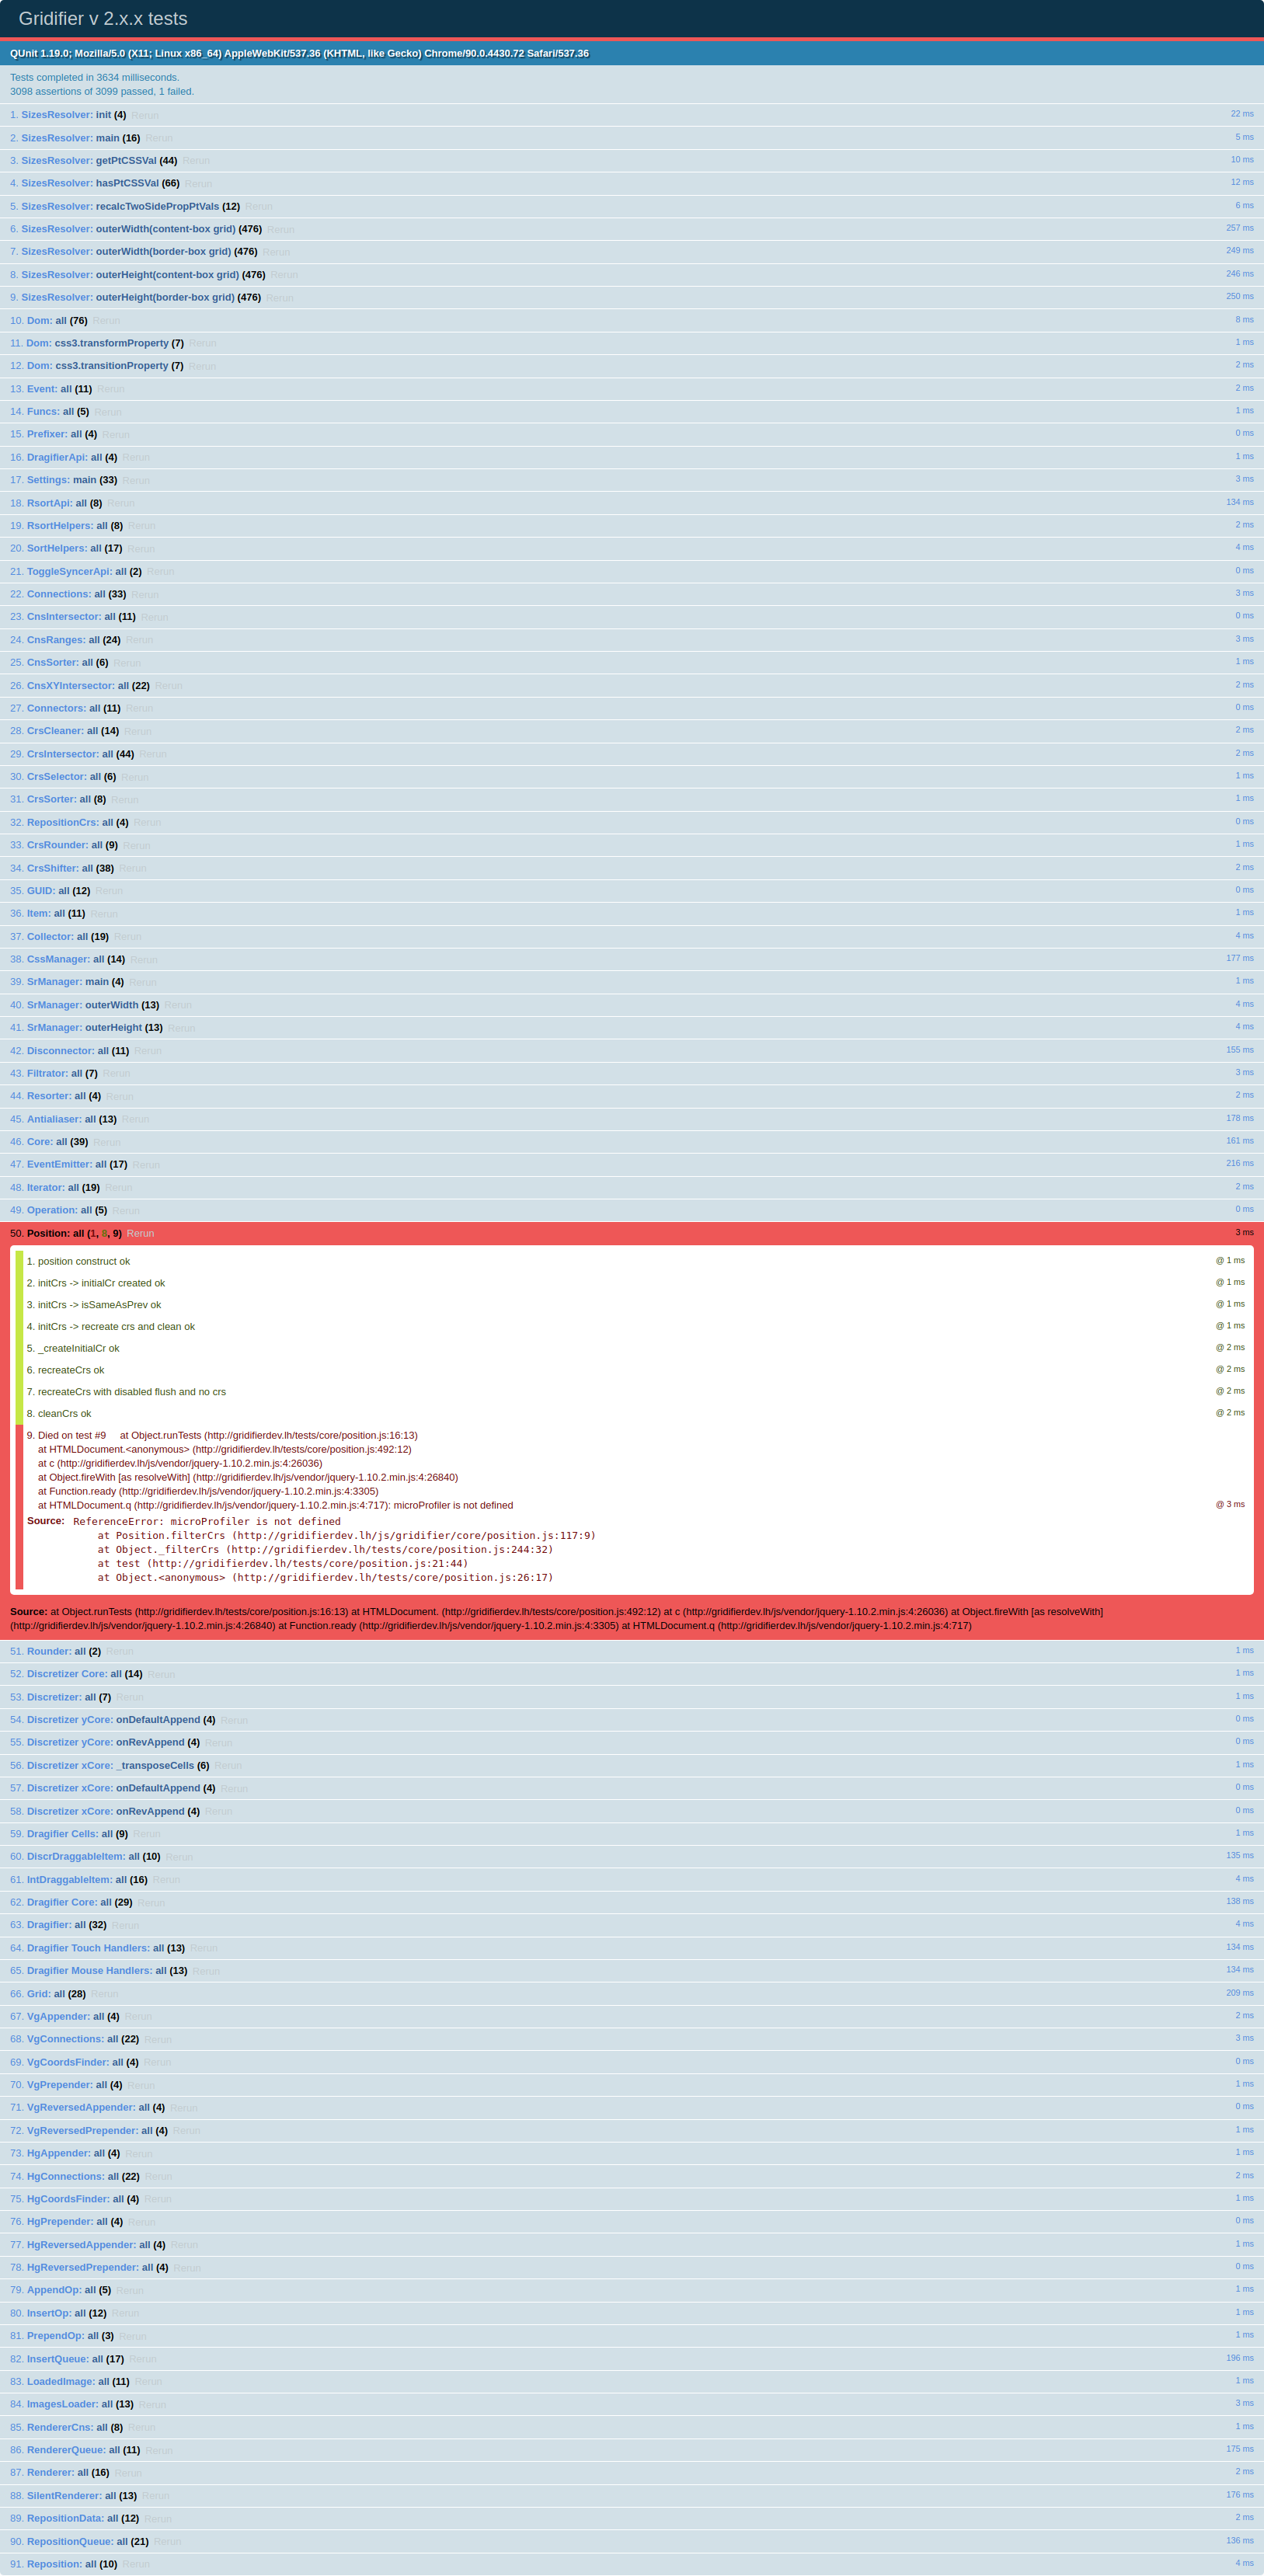 Gridifier v 2.x.x tests
QUnit 1.19.0; Mozilla/5.0 (X11; Linux x86_64) AppleWebKit/537.36 (KHTML, like Gecko) Chrome/90.0.4430.72 Safari/537.36
Tests completed in 3634 milliseconds.
3098 assertions of 3099 passed, 1 failed.
1. SizesResolver: init (4) Rerun 22 ms
2. SizesResolver: main (16) Rerun 5 ms
3. SizesResolver: getPtCSSVal (44) Rerun 10 ms
4. SizesResolver: hasPtCSSVal (66) Rerun 12 ms
5. SizesResolver: recalcTwoSidePropPtVals (12) Rerun 6 ms
6. SizesResolver: outerWidth(content-box grid) (476) Rerun 257 ms
7. SizesResolver: outerWidth(border-box grid) (476) Rerun 249 ms
8. SizesResolver: outerHeight(content-box grid) (476) Rerun 246 ms
9. SizesResolver: outerHeight(border-box grid) (476) Rerun 250 ms
10. Dom: all (76) Rerun 8 ms
11. Dom: css3.transformProperty (7) Rerun 1 ms
12. Dom: css3.transitionProperty (7) Rerun 2 ms
13. Event: all (11) Rerun 2 ms
14. Funcs: all (5) Rerun 1 ms
15. Prefixer: all (4) Rerun 0 ms
16. DragifierApi: all (4) Rerun 1 ms
17. Settings: main (33) Rerun 3 ms
18. RsortApi: all (8) Rerun 134 ms
19. RsortHelpers: all (8) Rerun 2 ms
20. SortHelpers: all (17) Rerun 4 ms
21. ToggleSyncerApi: all (2) Rerun 0 ms
22. Connections: all (33) Rerun 3 ms
23. CnsIntersector: all (11) Rerun 0 ms
24. CnsRanges: all (24) Rerun 3 ms
25. CnsSorter: all (6) Rerun 1 ms
26. CnsXYIntersector: all (22) Rerun 2 ms
27. Connectors: all (11) Rerun 0 ms
28. CrsCleaner: all (14) Rerun 2 ms
29. CrsIntersector: all (44) Rerun 2 ms
30. CrsSelector: all (6) Rerun 1 ms
31. CrsSorter: all (8) Rerun 1 ms
32. RepositionCrs: all (4) Rerun 0 ms
33. CrsRounder: all (9) Rerun 1 ms
34. CrsShifter: all (38) Rerun 2 ms
35. GUID: all (12) Rerun 0 ms
36. Item: all (11) Rerun 1 ms
37. Collector: all (19) Rerun 4 ms
38. CssManager: all (14) Rerun 177 ms
39. SrManager: main (4) Rerun 1 ms
40. SrManager: outerWidth (13) Rerun 4 ms
41. SrManager: outerHeight (13) Rerun 4 ms
42. Disconnector: all (11) Rerun 155 ms
43. Filtrator: all (7) Rerun 3 ms
44. Resorter: all (4) Rerun 2 ms
45. Antialiaser: all (13) Rerun 178 ms
46. Core: all (39) Rerun 161 ms
47. EventEmitter: all (17) Rerun 216 ms
48. Iterator: all (19) Rerun 2 ms
49. Operation: all (5) Rerun 0 ms
50. Position: all (1, 8, 9) Rerun 3 ms
1. position construct ok @ 1 ms
2. initCrs -> initialCr created ok @ 1 ms
3. initCrs -> isSameAsPrev ok @ 1 ms
4. initCrs -> recreate crs and clean ok @ 1 ms
5. _createInitialCr ok @ 2 ms
6. recreateCrs ok @ 2 ms
7. recreateCrs with disabled flush and no crs @ 2 ms
8. cleanCrs ok @ 2 ms
9. Died on test #9 at Object.runTests (http://gridifierdev.lh/tests/core/position.js:16:13)
at HTMLDocument.<anonymous> (http://gridifierdev.lh/tests/core/position.js:492:12)
at c (http://gridifierdev.lh/js/vendor/jquery-1.10.2.min.js:4:26036)
at Object.fireWith [as resolveWith] (http://gridifierdev.lh/js/vendor/jquery-1.10.2.min.js:4:26840)
at Function.ready (http://gridifierdev.lh/js/vendor/jquery-1.10.2.min.js:4:3305)
at HTMLDocument.q (http://gridifierdev.lh/js/vendor/jquery-1.10.2.min.js:4:717): microProfiler is not defined @ 3 ms
Source: ReferenceError: microProfiler is not defined
at Position.filterCrs (http://gridifierdev.lh/js/gridifier/core/position.js:117:9)
at Object._filterCrs (http://gridifierdev.lh/tests/core/position.js:244:32)
at test (http://gridifierdev.lh/tests/core/position.js:21:44)
at Object.<anonymous> (http://gridifierdev.lh/tests/core/position.js:26:17)
Source: at Object.runTests (http://gridifierdev.lh/tests/core/position.js:16:13) at HTMLDocument. (http://gridifierdev.lh/tests/core/position.js:492:12) at c (http://gridifierdev.lh/js/vendor/jquery-1.10.2.min.js:4:26036) at Object.fireWith [as resolveWith]
(http://gridifierdev.lh/js/vendor/jquery-1.10.2.min.js:4:26840) at Function.ready (http://gridifierdev.lh/js/vendor/jquery-1.10.2.min.js:4:3305) at HTMLDocument.q (http://gridifierdev.lh/js/vendor/jquery-1.10.2.min.js:4:717)
51. Rounder: all (2) Rerun 1 ms
52. Discretizer Core: all (14) Rerun 1 ms
53. Discretizer: all (7) Rerun 1 ms
54. Discretizer yCore: onDefaultAppend (4) Rerun 0 ms
55. Discretizer yCore: onRevAppend (4) Rerun 0 ms
56. Discretizer xCore: _transposeCells (6) Rerun 1 ms
57. Discretizer xCore: onDefaultAppend (4) Rerun 0 ms
58. Discretizer xCore: onRevAppend (4) Rerun 0 ms
59. Dragifier Cells: all (9) Rerun 1 ms
60. DiscrDraggableItem: all (10) Rerun 135 ms
61. IntDraggableItem: all (16) Rerun 4 ms
62. Dragifier Core: all (29) Rerun 138 ms
63. Dragifier: all (32) Rerun 4 ms
64. Dragifier Touch Handlers: all (13) Rerun 134 ms
65. Dragifier Mouse Handlers: all (13) Rerun 134 ms
66. Grid: all (28) Rerun 209 ms
67. VgAppender: all (4) Rerun 2 ms
68. VgConnections: all (22) Rerun 3 ms
69. VgCoordsFinder: all (4) Rerun 0 ms
70. VgPrepender: all (4) Rerun 1 ms
71. VgReversedAppender: all (4) Rerun 0 ms
72. VgReversedPrepender: all (4) Rerun 1 ms
73. HgAppender: all (4) Rerun 1 ms
74. HgConnections: all (22) Rerun 2 ms
75. HgCoordsFinder: all (4) Rerun 1 ms
76. HgPrepender: all (4) Rerun 0 ms
77. HgReversedAppender: all (4) Rerun 1 ms
78. HgReversedPrepender: all (4) Rerun 0 ms
79. AppendOp: all (5) Rerun 1 ms
80. InsertOp: all (12) Rerun 1 ms
81. PrependOp: all (3) Rerun 1 ms
82. InsertQueue: all (17) Rerun 196 ms
83. LoadedImage: all (11) Rerun 1 ms
84. ImagesLoader: all (13) Rerun 3 ms
85. RendererCns: all (8) Rerun 1 ms
86. RendererQueue: all (11) Rerun 175 ms
87. Renderer: all (16) Rerun 2 ms
88. SilentRenderer: all (13) Rerun 176 ms
89. RepositionData: all (12) Rerun 2 ms
90. RepositionQueue: all (21) Rerun 136 ms
91. Reposition: all (10) Rerun 4 ms